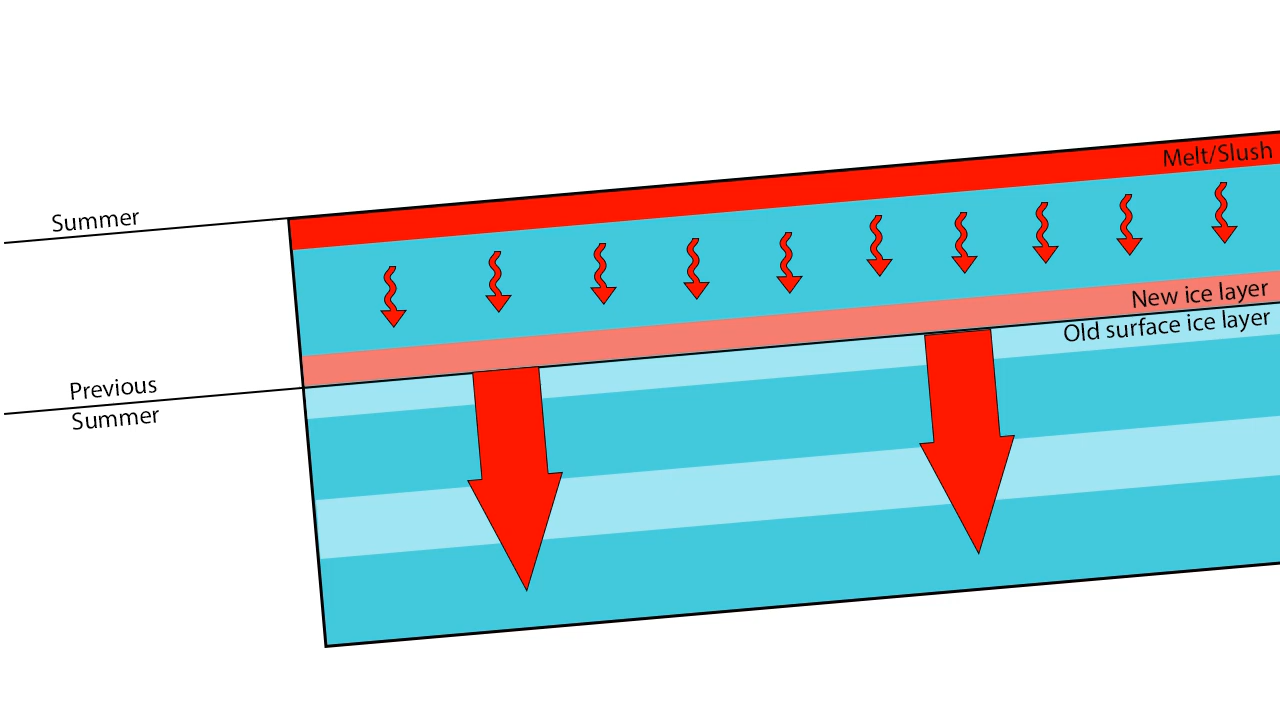 Melt/Slush
Summer
New ice layer
Old surface ice layer
Previous
Summer